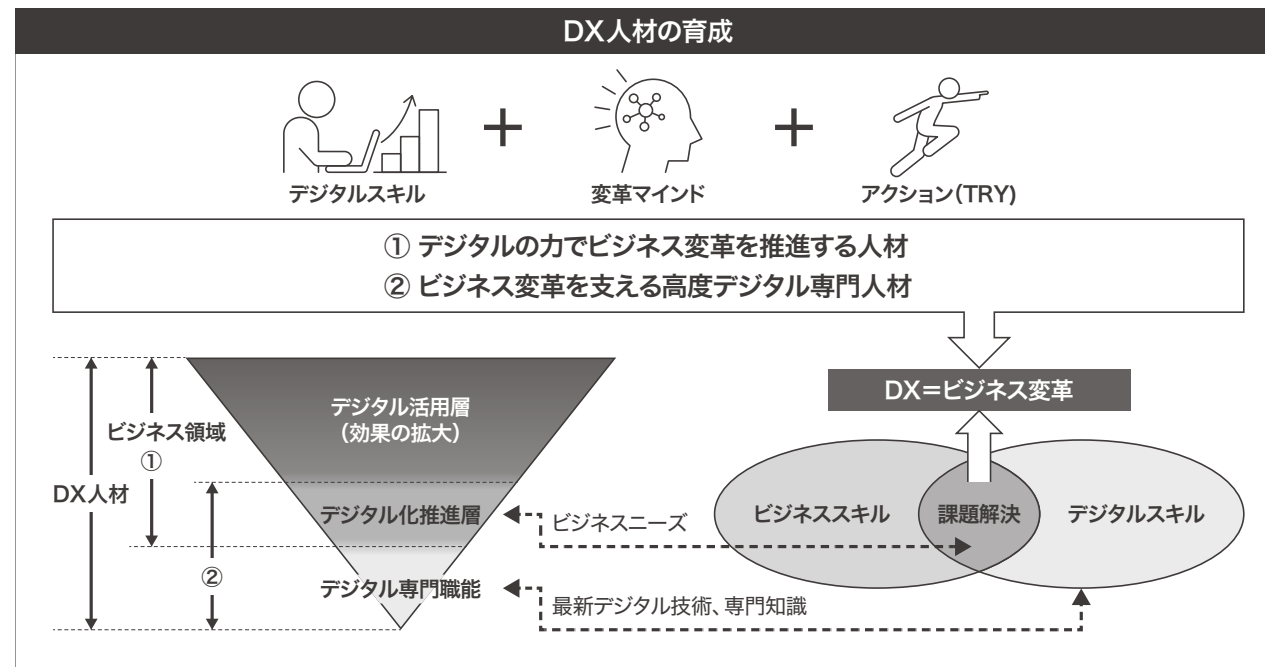 DX人材の育成
デジタルスキル
変革マインド
アクション(TRY)
① デジタルの力でビジネス変革を推進する人材
② ビジネス変革を支える高度デジタル専門人材
DX=ビジネス変革
デジタル活用層
(効果の拡大)
ビジネス領域
①
DX人材
デジタル化推進層
ビジネスニーズ
ビジネススキル
課題解決
デジタルスキル
②
デジタル専門職能
最新デジタル技術、専門知識